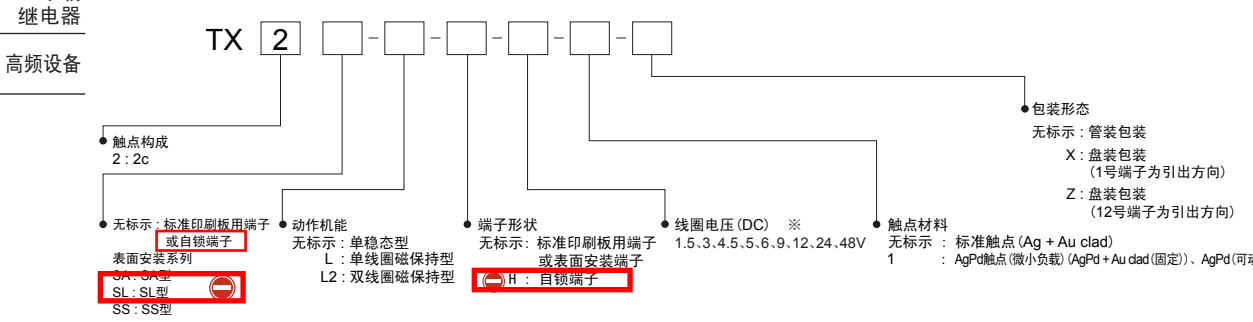 继电器
高频设备
TX 2 - - - - -
包装形态
无标示 : 管装包装
X : 盘装包装
(1号端子为引出方向)
Z : 盘装包装
(12号端子为引出方向)
触点构成
2 : 2c
无标示 : 标准印刷板用端子
或自锁端子
表面安装系列
SA : SA型
SL : SL型
SS : SS型
动作机能
无标示 : 单稳态型
L : 单线圈磁保持型
L2 : 双线圈磁保持型
端子形状
无标示: 标准印刷板用端子
或表面安装端子
H : 自锁端子
线圈电压(DC) ※
1.5、3、4.5、5、6、9、12、24、48V
触点材料
无标示 : 标准触点(Ag + Au clad)
1 : AgPd触点(微小负载)(AgPd + Au clad(固定))、AgPd(可